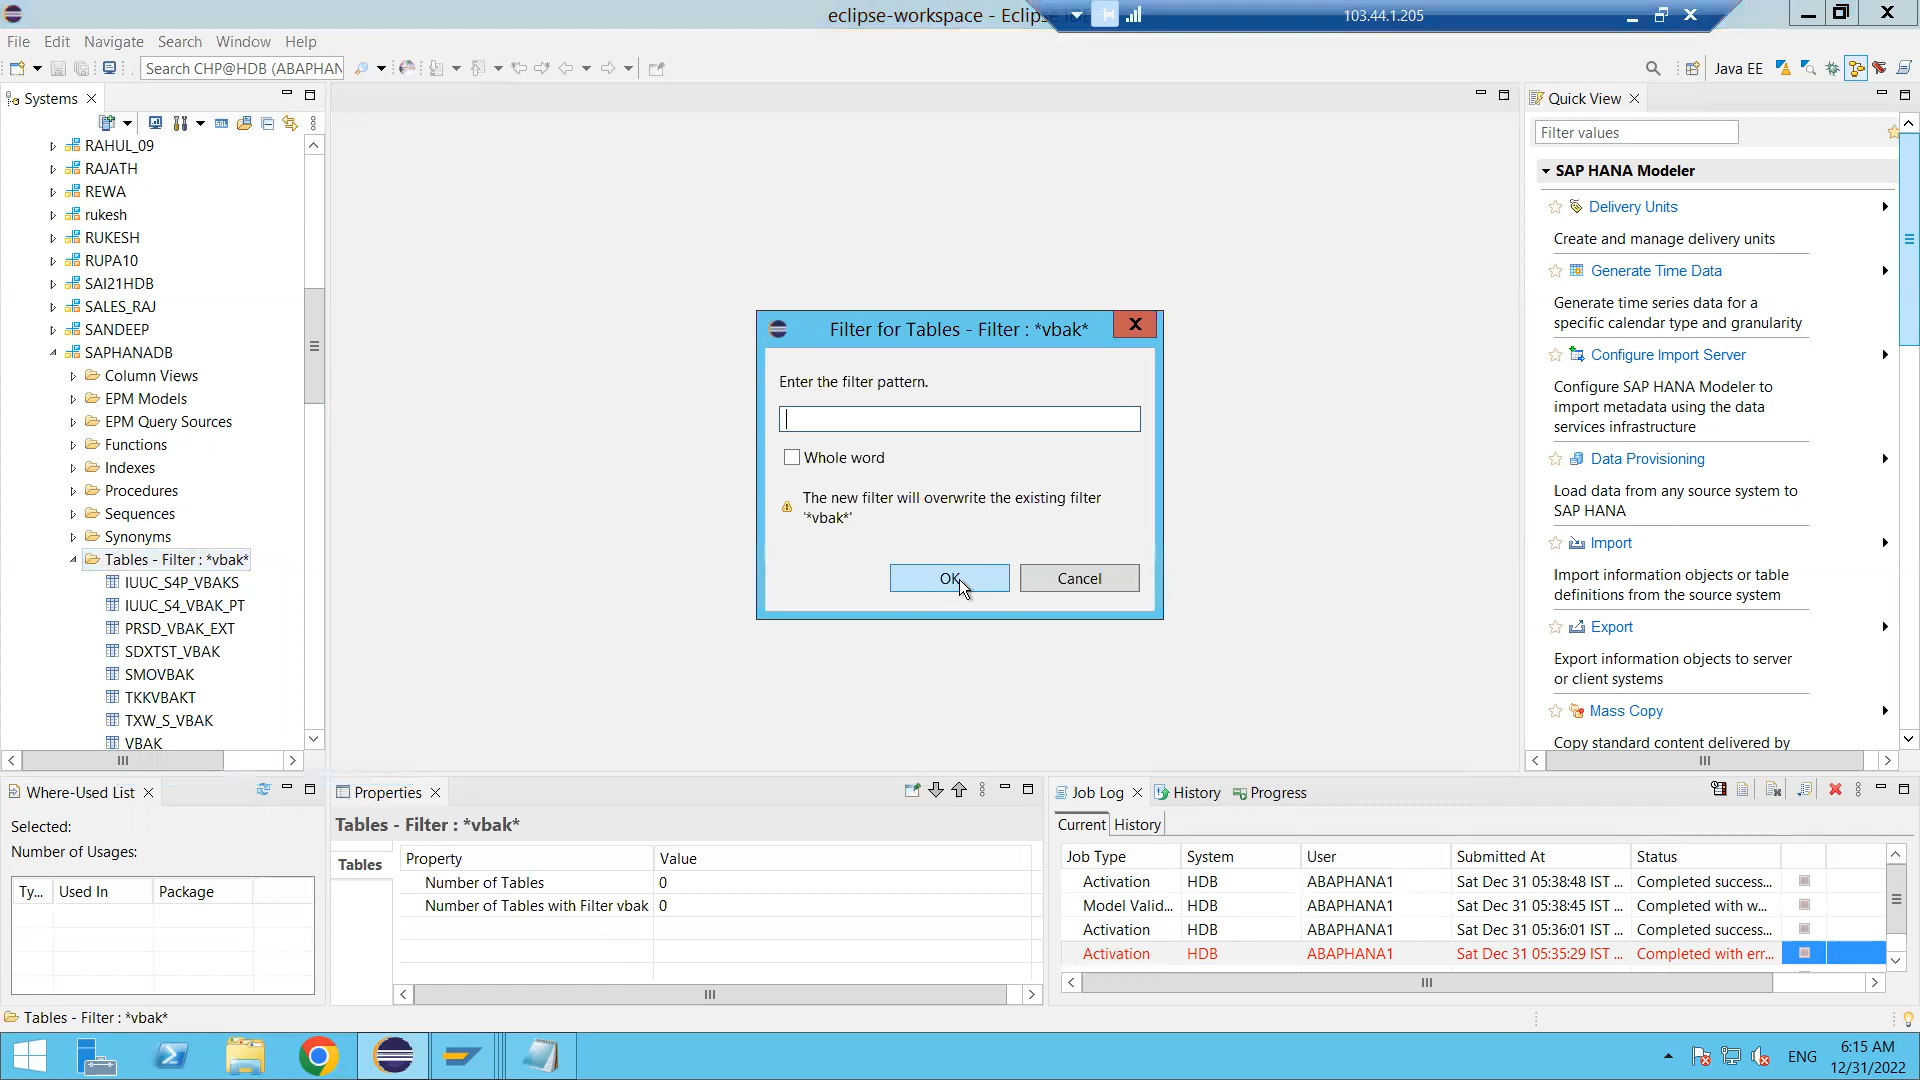 eclipse-workspace - Eclipse IDE
103.44.1.205
File Edit Navigate Search Window Help
Search CHP@HDB (ABAPHAN
Java EE
Systems
RAHUL_09
RAJATH
REWA
rukesh
RUKESH
RUPA10
SAI21HDB
SALES_RAJ
SANDEEP
SAPHANADB
Column Views
EPM Models
EPM Query Sources
Functions
Indexes
Procedures
Sequences
Synonyms
Tables - Filter : *vbak*
IUUC_S4P_VBAKS
IUUC_S4_VBAK_PT
PRSD_VBAK_EXT
SDXTST_VBAK
SMOVBAK
TKKVBAKT
TXW_S_VBAK
VBAK
Filter for Tables - Filter : *vbak*
Enter the filter pattern.
Whole word
The new filter will overwrite the existing filter
'*vbak*'
OK Cancel
Quick View
Filter values
SAP HANA Modeler
Delivery Units
Create and manage delivery units
Generate Time Data
Generate time series data for a
specific calendar type and granularity
Configure Import Server
Configure SAP HANA Modeler to
import metadata using the data
services infrastructure
Data Provisioning
Load data from any source system to
SAP HANA
Import
Import information objects or table
definitions from the source system
Export
Export information objects to server
or client systems
Mass Copy
Copy standard content delivered by
Where-Used List
Selected:
Number of Usages:
Ty... Used In Package
Properties
Tables - Filter : *vbak*
Tables
Property Value
Number of Tables 0
Number of Tables with Filter vbak 0
Job Log History Progress
Current History
Job Type System User Submitted At Status
Activation HDB ABAPHANA1 Sat Dec 31 05:38:48 IST ... Completed success...
Model Valid... HDB ABAPHANA1 Sat Dec 31 05:38:45 IST ... Completed with w...
Activation HDB ABAPHANA1 Sat Dec 31 05:36:01 IST ... Completed success...
Activation HDB ABAPHANA1 Sat Dec 31 05:35:29 IST ... Completed with err...
Tables - Filter : *vbak*
ENG
6:15 AM
12/31/2022